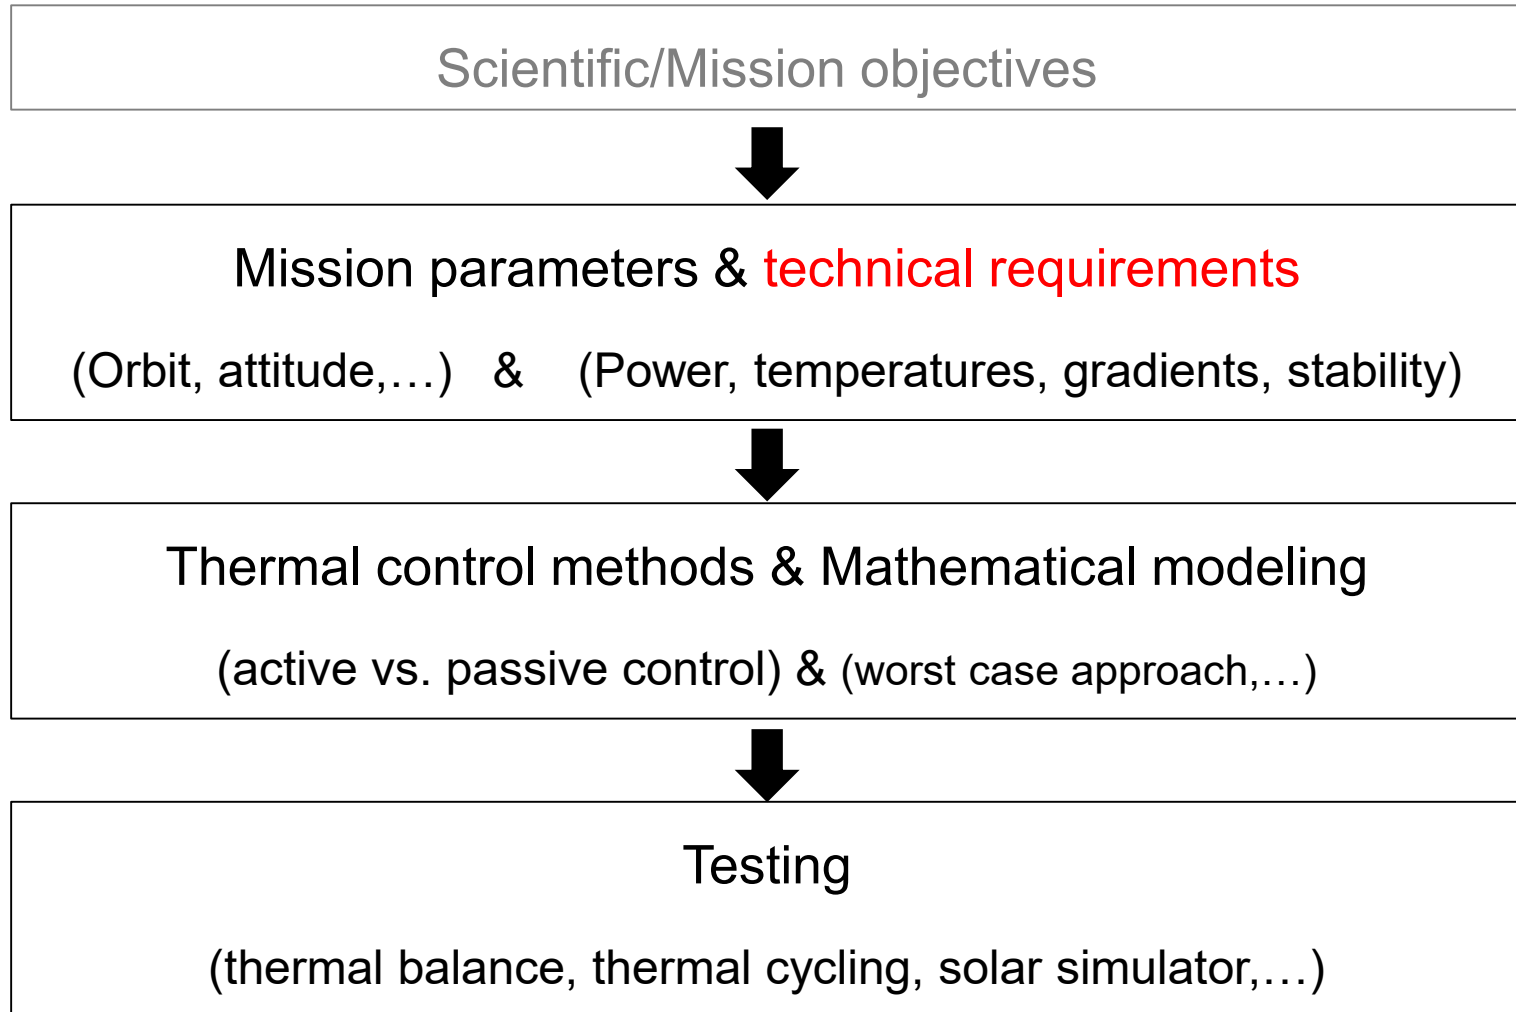 Scientific/Mission objectives
Mission parameters & technical requirements
(Orbit, attitude,…) & (Power, temperatures, gradients, stability)
Thermal control methods & Mathematical modeling
(active vs. passive control) & (worst case approach,…)
Testing
(thermal balance, thermal cycling, solar simulator,…)